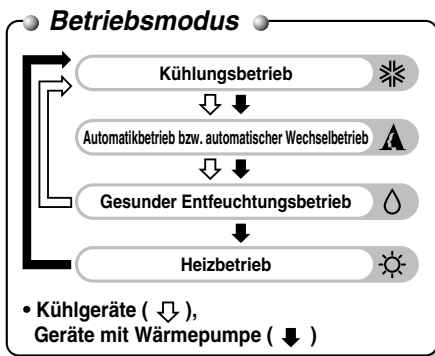 Betriebsmodus
Kühlungsbetrieb
Automatikbetrieb bzw. automatischer Wechselbetrieb
Gesunder Entfeuchtungsbetrieb
Heizbetrieb
• Kühlgeräte ( ⇩ ),
Geräte mit Wärmepumpe ( 🡇 )